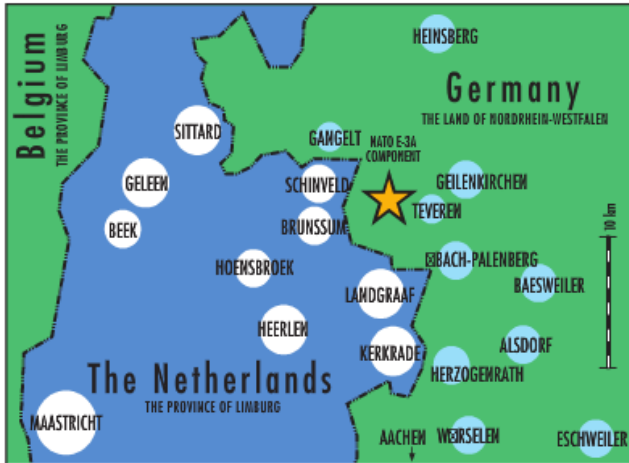 HEINSBERG
Belgium
THE PROVINCE OF LIMBURG
Germany
THE LAND OF NORDRHEIN-WESTFALEN
SITTARD
GANGELT
NATO E-3A
COMPONENT
GELEEN
SCHINVELD
GEILENKIRCHEN
TEVEREN
BEEK
BRUNSSUM
10 km
HOENSBROEK
☒BACH-PALENBERG
BAESWEILER
LANDGRAAF
HEERLEN
KERKRADE
ALSDORF
HERZOGENRATH
The Netherlands
THE PROVINCE OF LIMBURG
MAASTRICHT
AACHEN
W☒RSELEN
ESCHWEILER